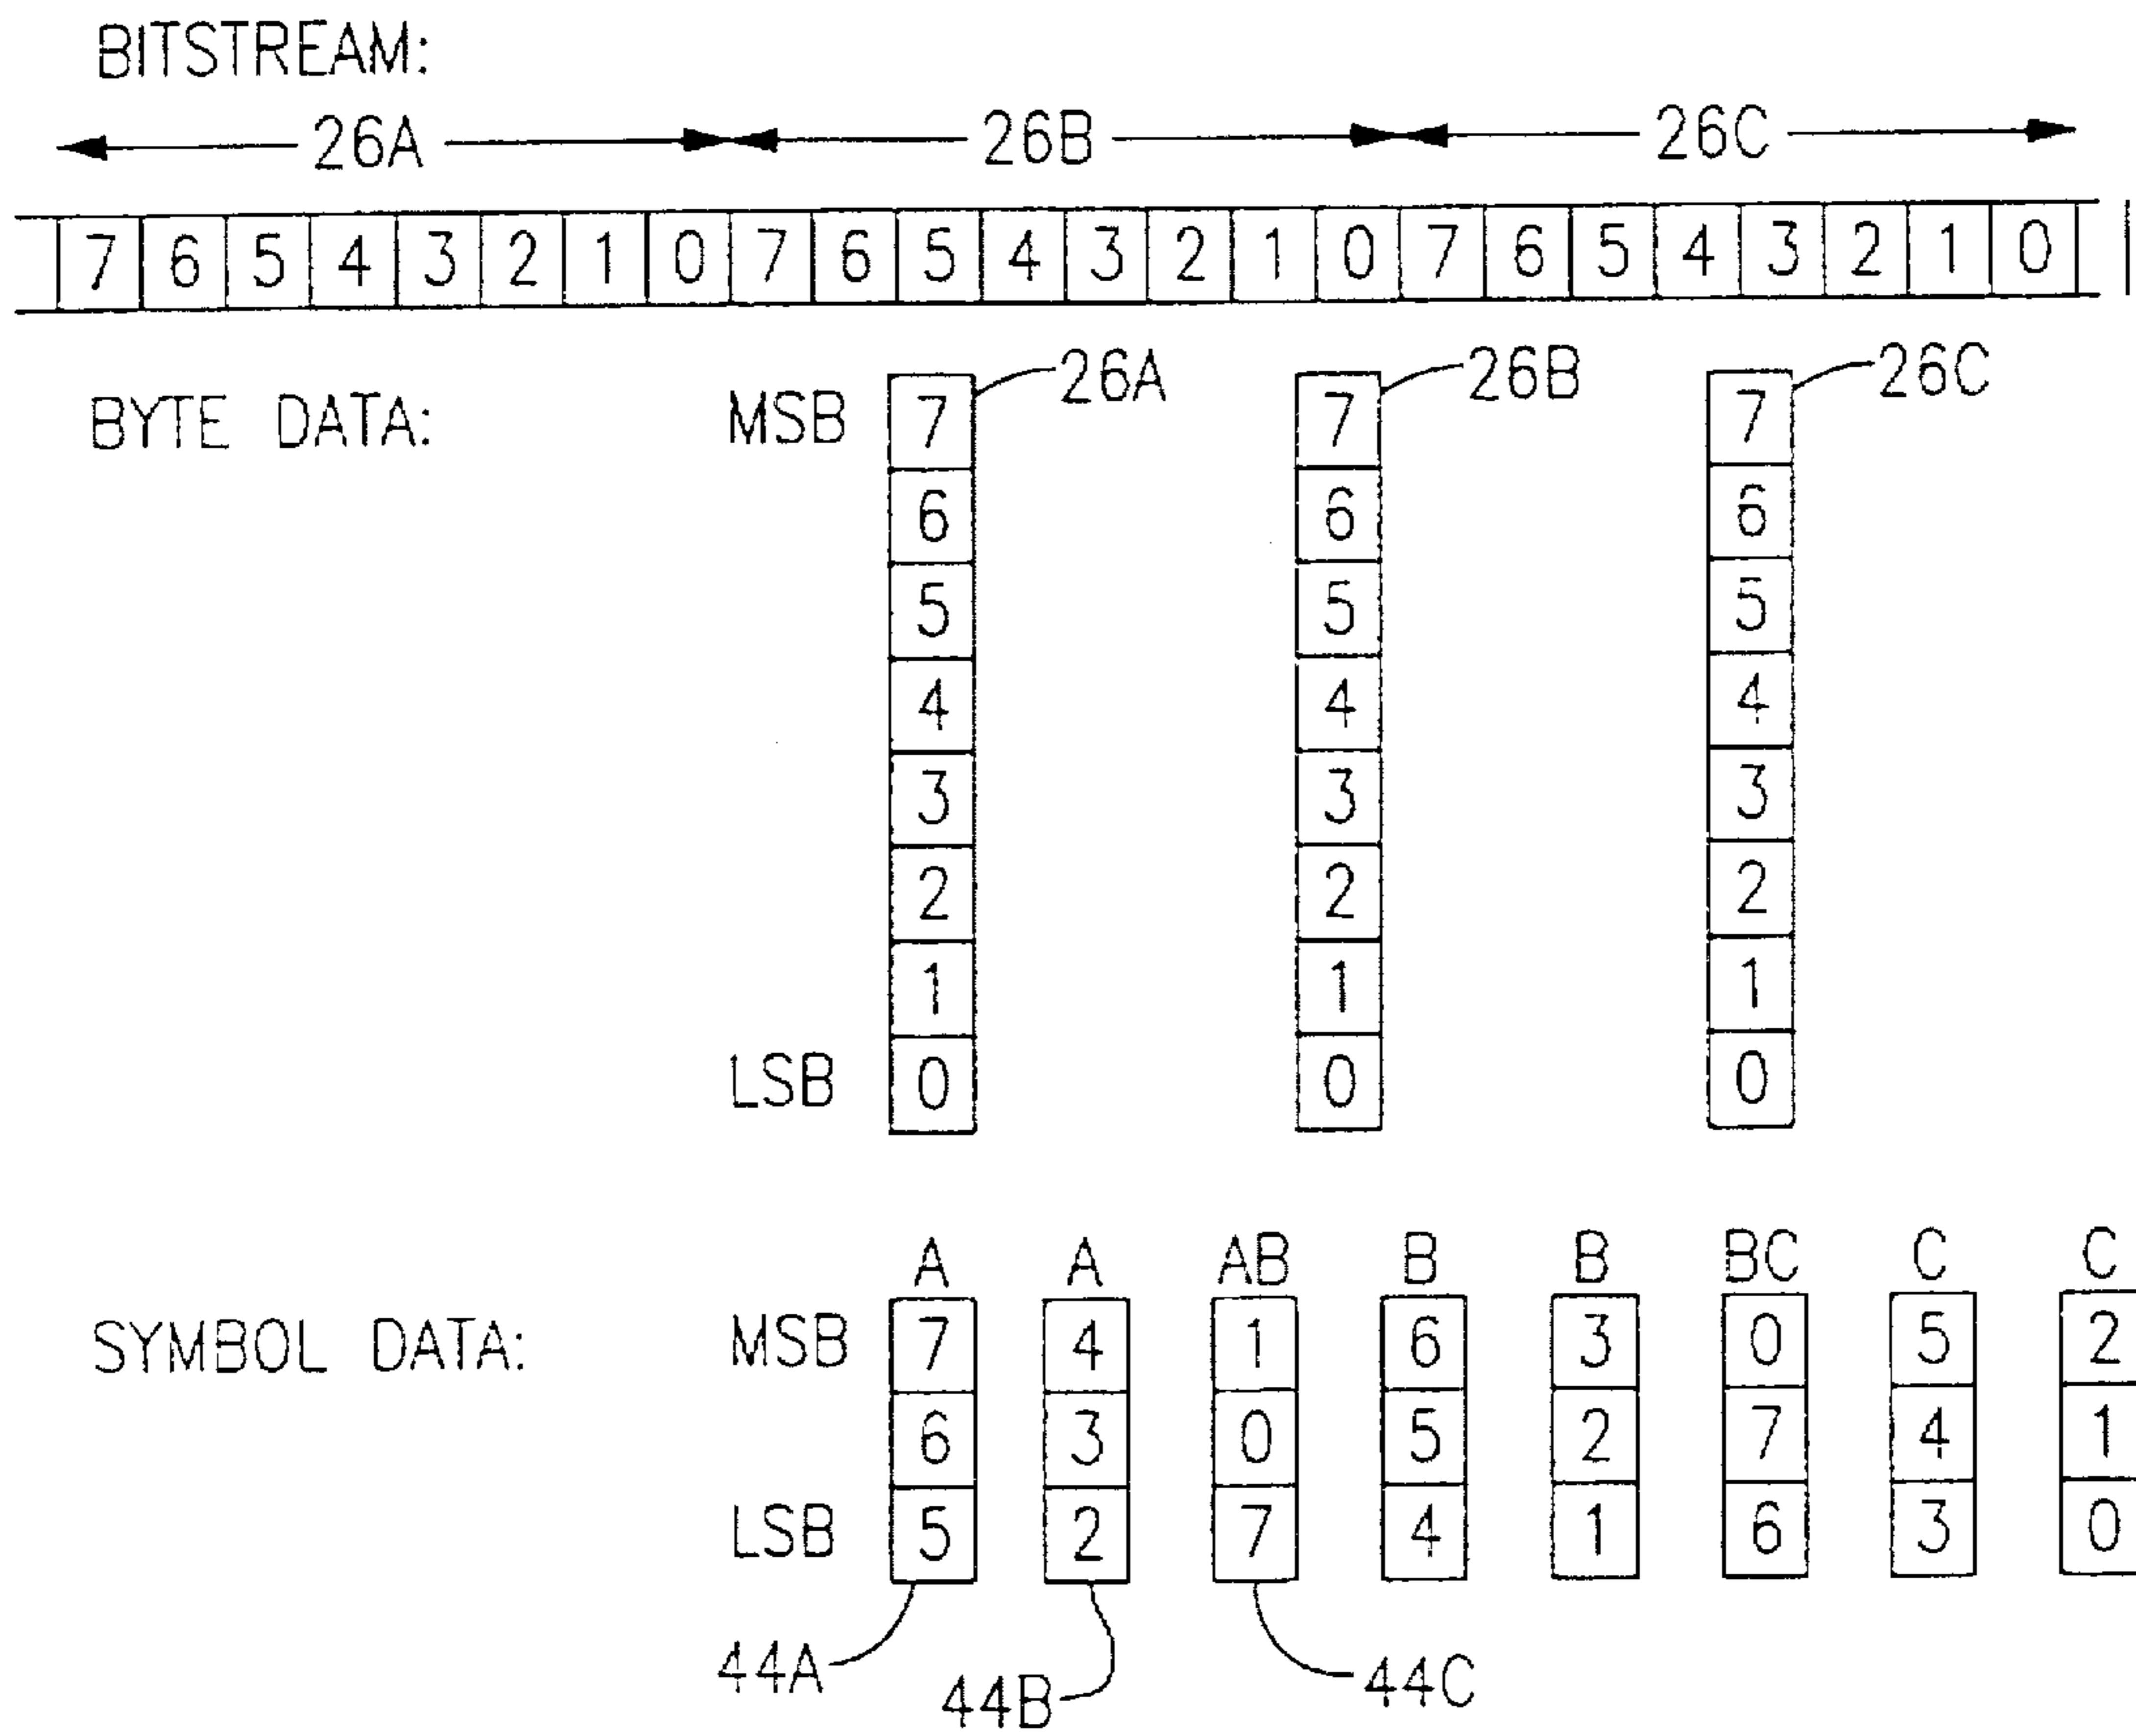 BITSTREAM:
26A 26B 26C
7 6 5 4 3 2 1 0 7 6 5 4 3 2 1 0 7 6 5 4 3 2 1 0
26A 26B 26C
BYTE DATA: MSB 7 7 7
6 6 6
5 5 5
4 4 4
3 3 3
2 2 2
1 1 1
LSB 0 0 0
A A AB B B BC C C
SYMBOL DATA: MSB 7 4 1 6 3 0 5 2
6 3 0 5 2 7 4 1
LSB 5 2 7 4 1 6 3 0
44A 44B 44C